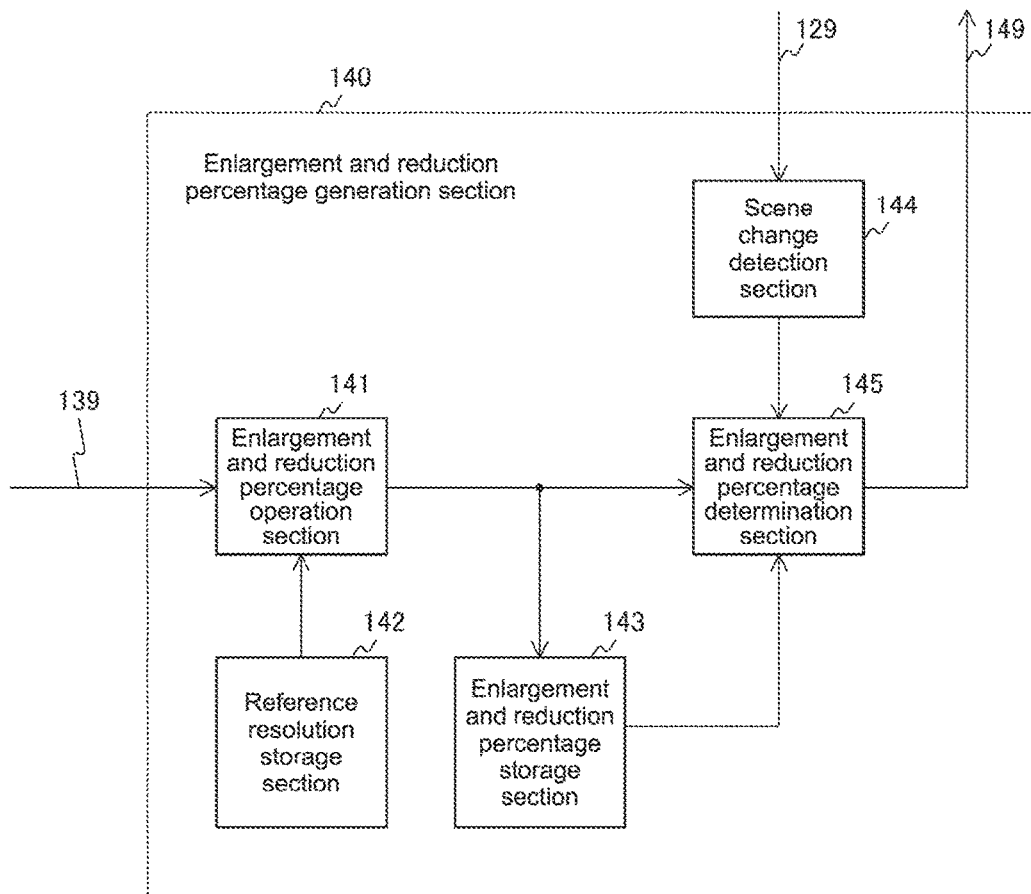 129
149
140
Enlargement and reduction
percentage generation section
Scene
change
detection
section
144
139
141
Enlargement
and reduction
percentage
operation
section
145
Enlargement
and reduction
percentage
determination
section
142
Reference
resolution
storage
section
143
Enlargement
and reduction
percentage
storage
section